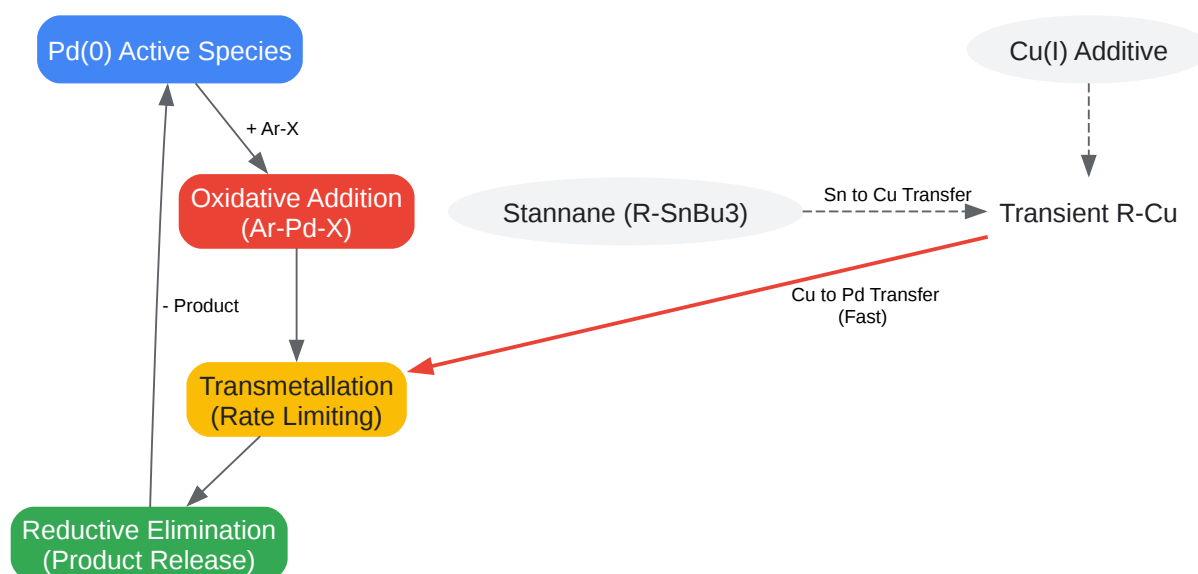 Pd(0) Active Species
Cu(I) Additive
+ Ar-X
Oxidative Addition
(Ar-Pd-X)
Stannane (R-SnBu3)
Sn to Cu Transfer
Transient R-Cu
- Product
Cu to Pd Transfer
(Fast)
Transmetallation
(Rate Limiting)
Reductive Elimination
(Product Release)